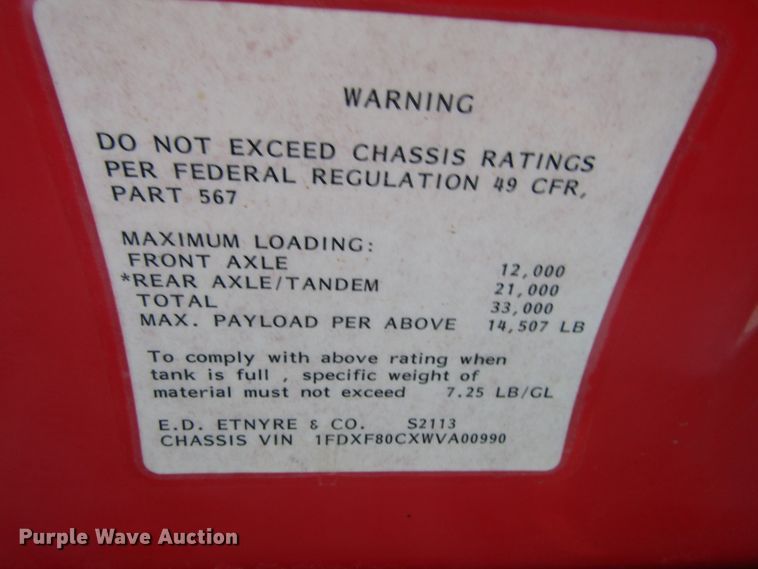 WARNING
DO NOT EXCEED CHASSIS RATINGS
PER FEDERAL REGULATION 49 CFR,
PART 567
MAXIMUM LOADING:
FRONT AXLE 12,000
*REAR AXLE/TANDEM 21,000
TOTAL 33,000
MAX. PAYLOAD PER ABOVE 14,507 LB
To comply with above rating when
tank is full , specific weight of
material must not exceed 7.25 LB/GL
E.D. ETNYRE & CO. S2113
CHASSIS VIN 1FDXF80CXWVA00990
Purple Wave Auction